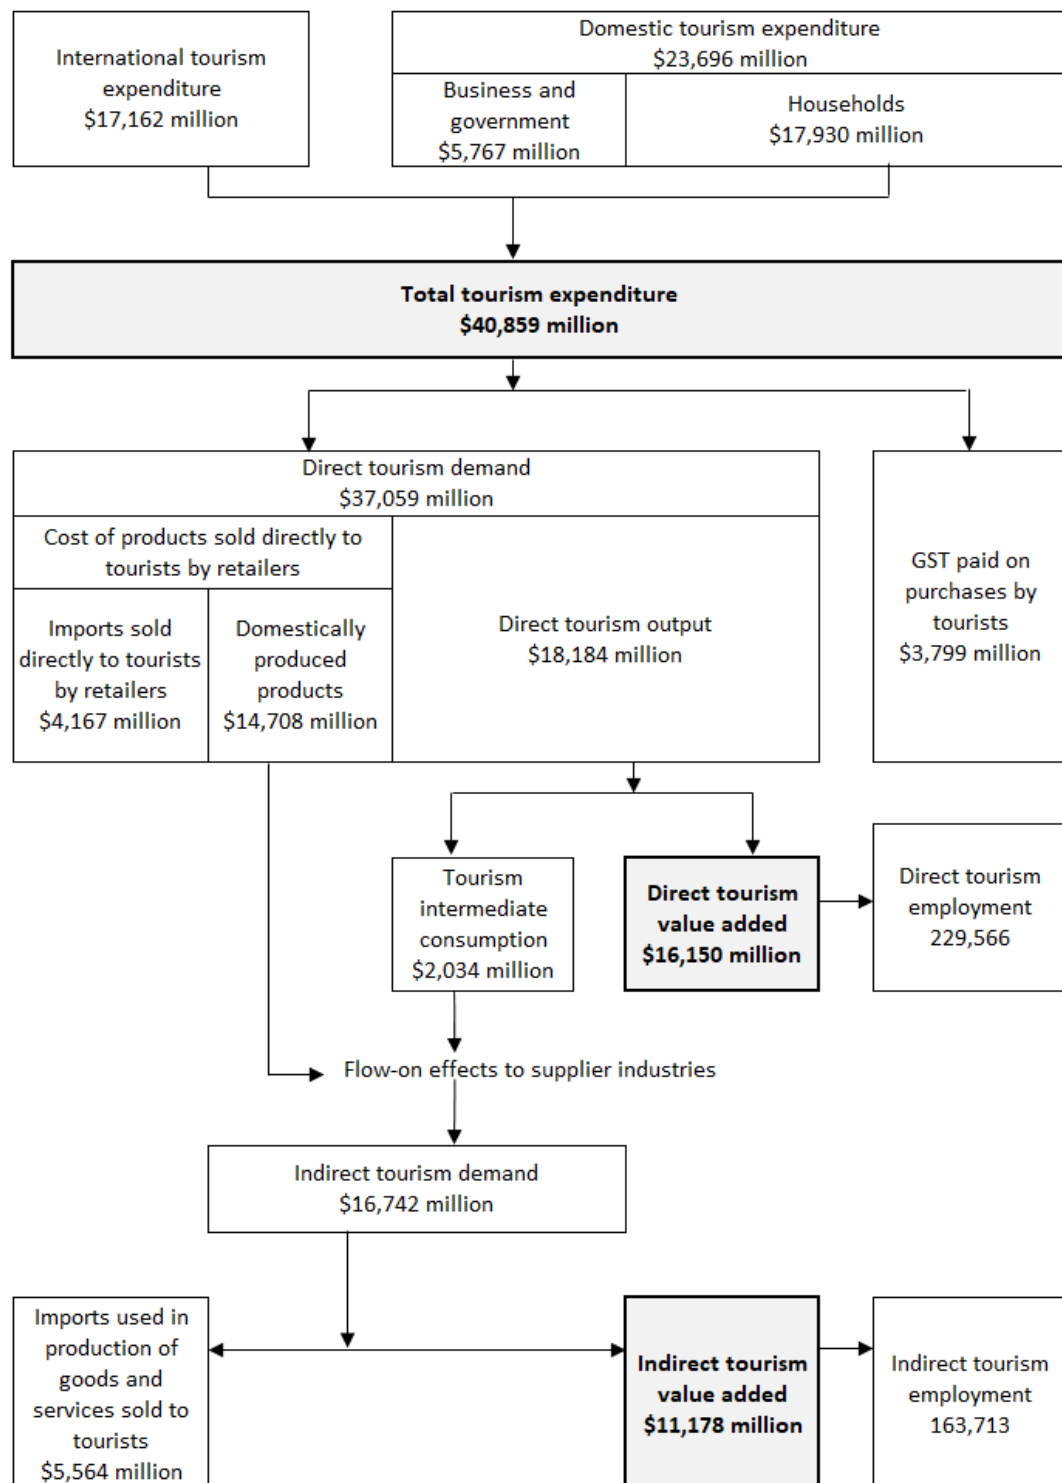 International tourism
expenditure
$17,162 million
Domestic tourism expenditure
$23,696 million
Business and
government
$5,767 million
Households
$17,930 million
Total tourism expenditure
$40,859 million
Direct tourism demand
$37,059 million
Cost of products sold directly to
tourists by retailers
Imports sold
directly to tourists
by retailers
$4,167 million
Domestically
produced
products
$14,708 million
Direct tourism output
$18,184 million
GST paid on
purchases by
tourists
$3,799 million
Tourism
intermediate
consumption
$2,034 million
Direct tourism
value added
$16,150 million
Direct tourism
employment
229,566
Flow-on effects to supplier industries
Indirect tourism demand
$16,742 million
Imports used in
production of
goods and
services sold to
tourists
$5,564 million
Indirect tourism
value added
$11,178 million
Indirect tourism
employment
163,713